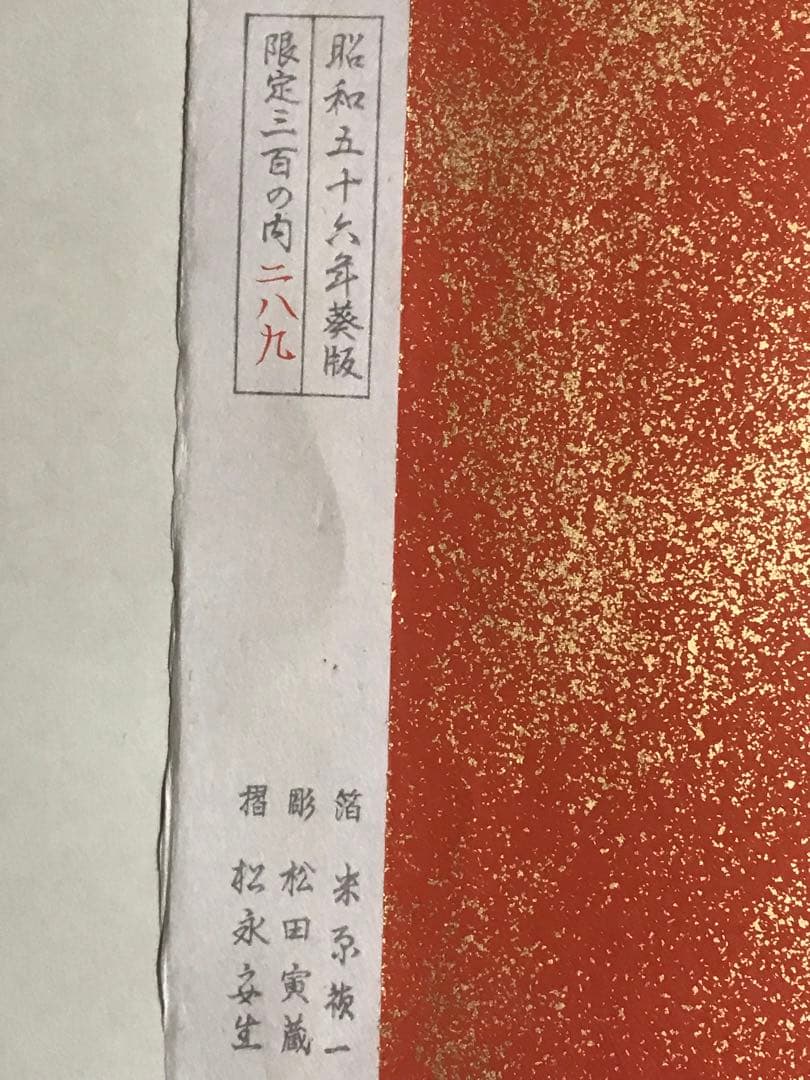 昭和五十六年葵版
限定三百の内二八九
箔 米原禎一
彫 松田寅蔵
摺 松永安生